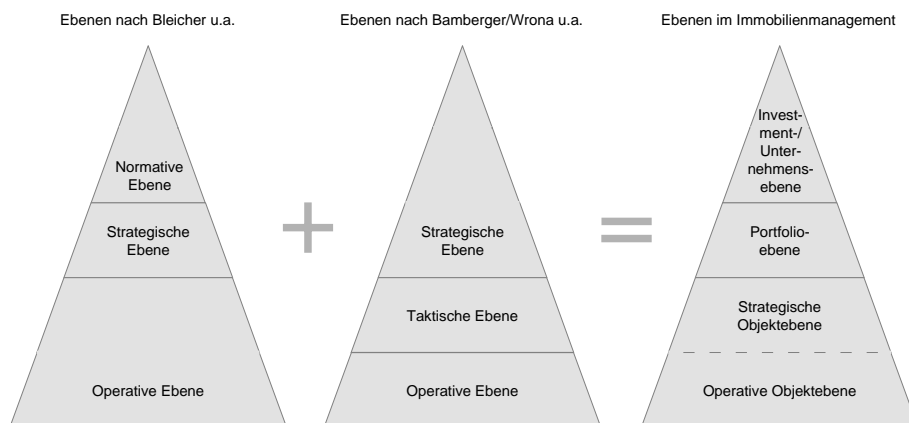 Ebenen nach Bleicher u.a.
Ebenen nach Bamberger/Wrona u.a.
Ebenen im Immobilienmanagement
Normative
Ebene
Strategische
Ebene
Operative Ebene
+
Strategische
Ebene
Taktische Ebene
Operative Ebene
=
Invest-
ment-/
Unter-
nehmens-
ebene
Portfolio-
ebene
Strategische
Objektebene
Operative Objektebene